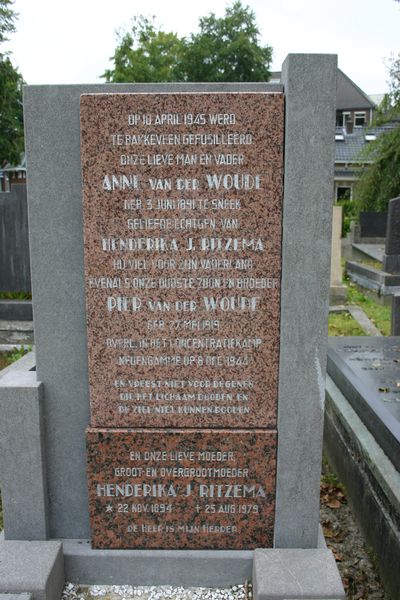 OP 10 APRIL 1945 WERD
TE BAKKEVEEN GEFUSILLEERD
ONZE LIEVE MAN EN VADER
ANNE VAN DER WOUDE
GEB 3 JUNI 1891 TE SNEEK
GELIEFDE ECHTGEN. VAN
HENDERIKA J. RITZEMA
HIJ VIEL VOOR ZIJN VADERLAND
EVENALS ONZE OUDSTE ZOON EN BROEDER
PIER VAN DER WOUDE
GEB. 27 MEI 1919
OVERL. IN HET CONCENTRATIEKAMP
NEUENGAMME OP 8 DEC. 1944
EN VREEST NIET VOOR DEGENEN
DIE HET LICHAAM DOODEN EN
DE ZIEL NIET KUNNEN DOODEN
EN ONZE LIEVE MOEDER,
GROOT- EN OVERGROOTMOEDER
HENDERIKA J. RITZEMA
* 22 NOV. 1894 † 25 AUG. 1979
DE HEER IS MIJN HERDER